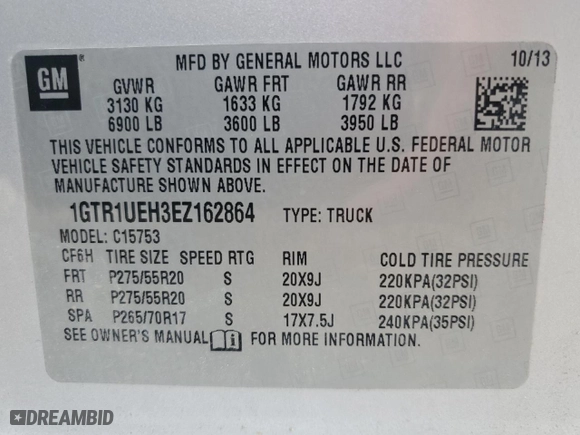 GM
MFD BY GENERAL MOTORS LLC 10/13
GVWR GAWR FRT GAWR RR
3130 KG 1633 KG 1792 KG
6900 LB 3600 LB 3950 LB
THIS VEHICLE CONFORMS TO ALL APPLICABLE U.S. FEDERAL MOTOR
VEHICLE SAFETY STANDARDS IN EFFECT ON THE DATE OF
MANUFACTURE SHOWN ABOVE.
1GTR1UEH3EZ162864 TYPE: TRUCK
MODEL: C15753
CF6H TIRE SIZE SPEED RTG RIM COLD TIRE PRESSURE
FRT P275/55R20 S 20X9J 220KPA(32PSI)
RR P275/55R20 S 20X9J 220KPA(32PSI)
SPA P265/70R17 S 17X7.5J 240KPA(35PSI)
SEE OWNER'S MANUAL i FOR MORE INFORMATION.
DREAMBID